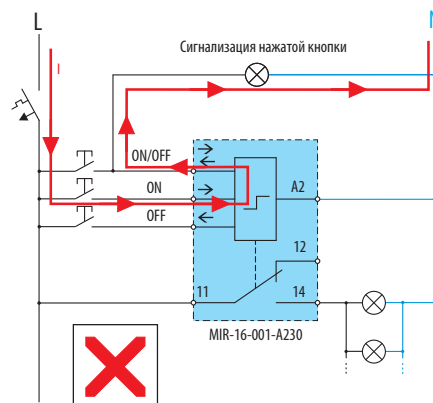 L
N
Сигнализация нажатой кнопки
I
ON/OFF
ON
A2
OFF
12
11
14
MIR-16-001-A230